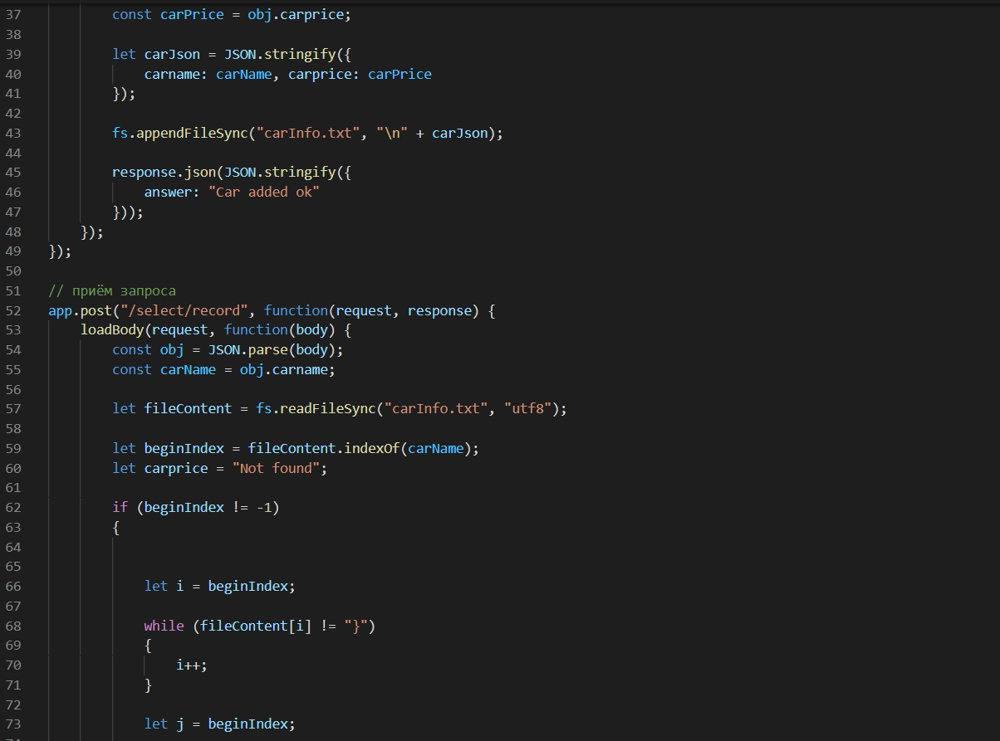 37 const carPrice = obj.carprice;
38
39 let carJson = JSON.stringify({
40 carname: carName, carprice: carPrice
41 });
42
43 fs.appendFileSync("carInfo.txt", "\n" + carJson);
44
45 response.json(JSON.stringify({
46 answer: "Car added ok"
47 }));
48 });
49 });
50
51 // приём запроса
52 app.post("/select/record", function(request, response) {
53 loadBody(request, function(body) {
54 const obj = JSON.parse(body);
55 const carName = obj.carname;
56
57 let fileContent = fs.readFileSync("carInfo.txt", "utf8");
58
59 let beginIndex = fileContent.indexOf(carName);
60 let carprice = "Not found";
61
62 if (beginIndex != -1)
63 {
64
65
66 let i = beginIndex;
67
68 while (fileContent[i] != "}")
69 {
70 i++;
71 }
72
73 let j = beginIndex;